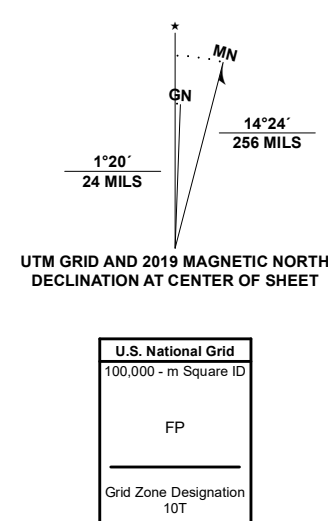 ★
MN
GN
14°24´
256 MILS
1°20´
24 MILS
UTM GRID AND 2019 MAGNETIC NORTH
DECLINATION AT CENTER OF SHEET
U.S. National Grid
100,000 - m Square ID
FP
Grid Zone Designation
10T